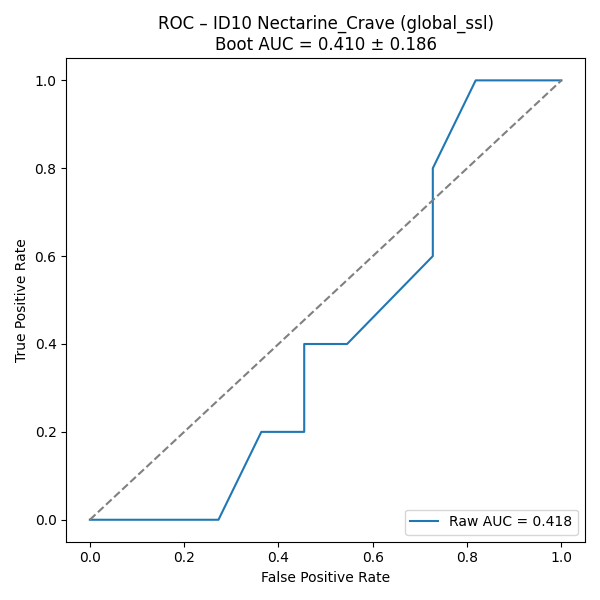 ROC – ID10 Nectarine_Crave (global_ssl)
Boot AUC = 0.410 ± 0.186
1.0
0.8
0.6
0.4
0.2
0.0
True Positive Rate
Raw AUC = 0.418
0.0 0.2 0.4 0.6 0.8 1.0
False Positive Rate